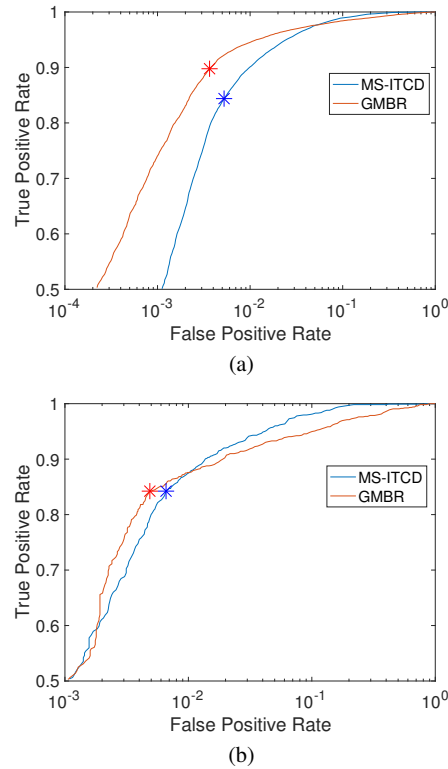 1
0.9
0.8
0.7
0.6
0.5
True Positive Rate
MS-ITCD
GMBR
10^-4
10^-3
10^-2
10^-1
10^0
False Positive Rate
(a)
1
0.9
0.8
0.7
0.6
0.5
True Positive Rate
MS-ITCD
GMBR
10^-3
10^-2
10^-1
10^0
False Positive Rate
(b)